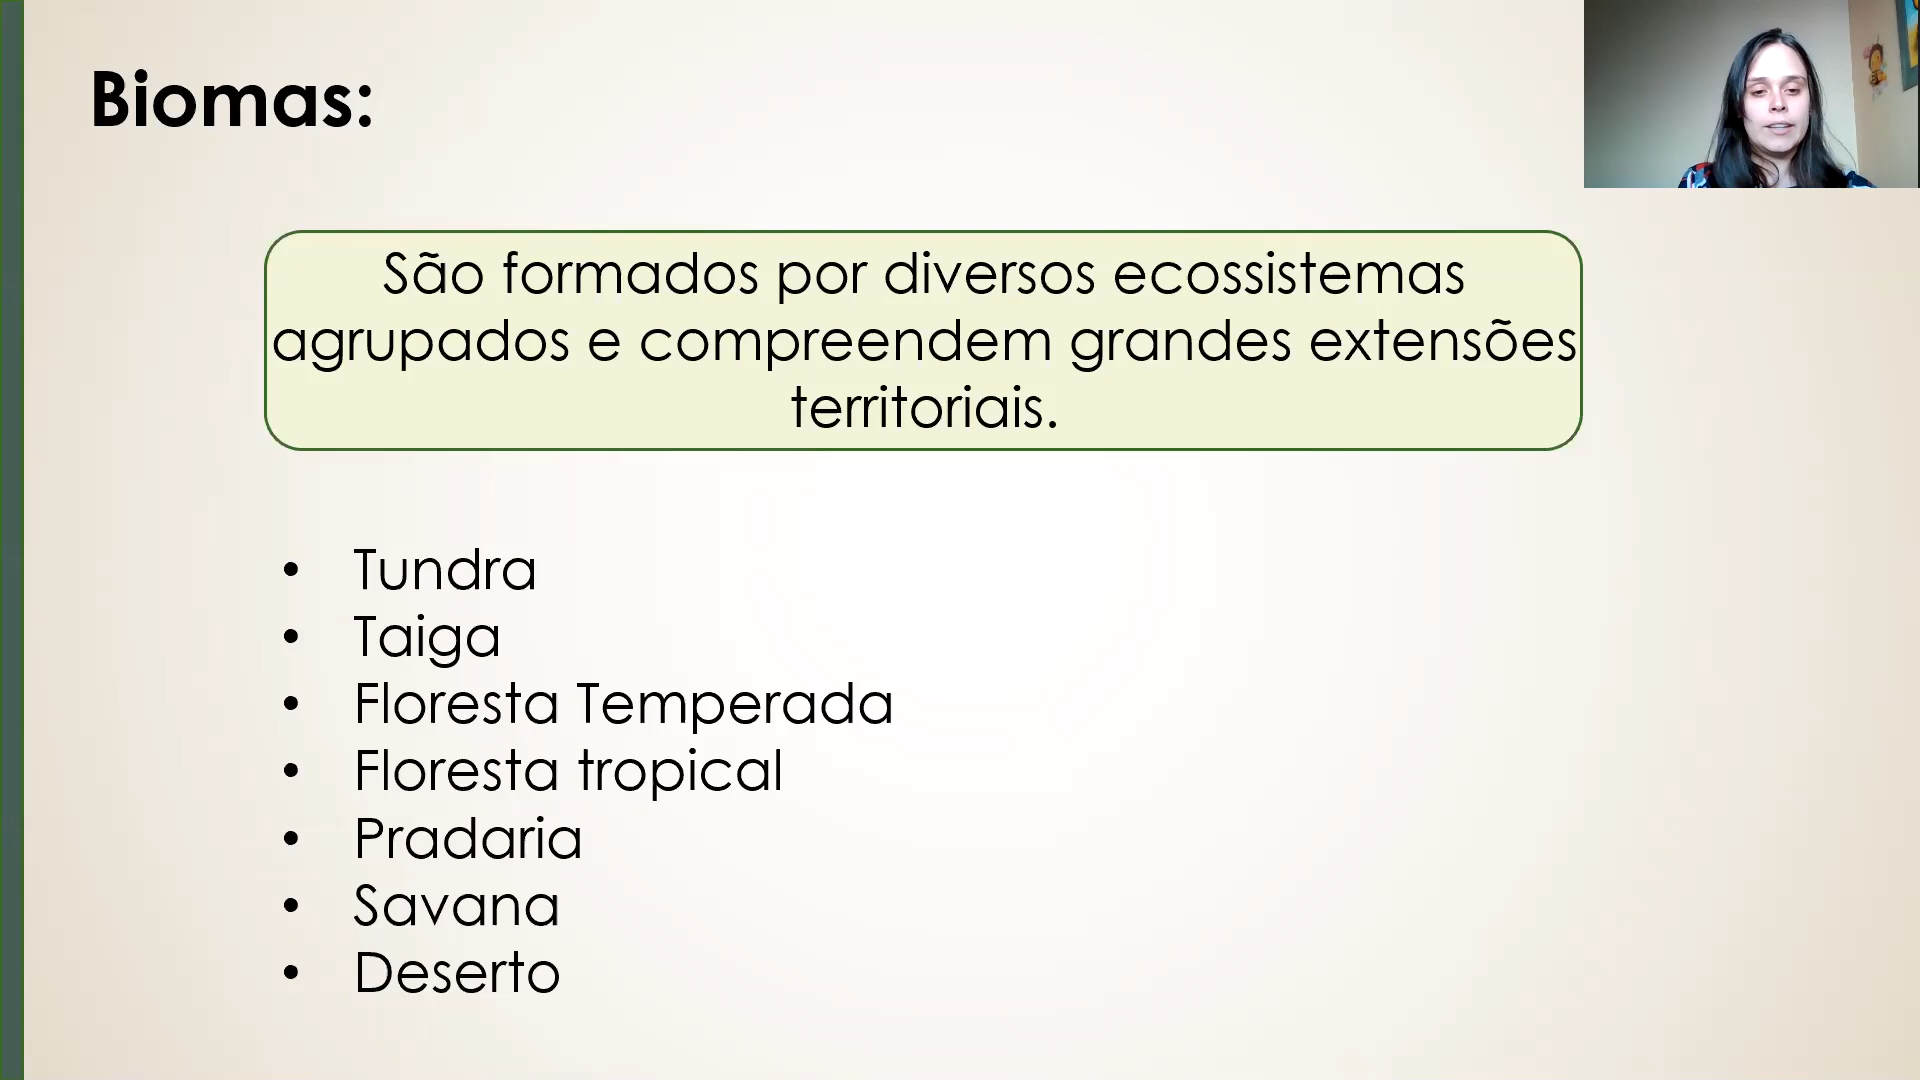 Biomas:
São formados por diversos ecossistemas
agrupados e compreendem grandes extensões
territoriais.
• Tundra
• Taiga
• Floresta Temperada
• Floresta tropical
• Pradaria
• Savana
• Deserto